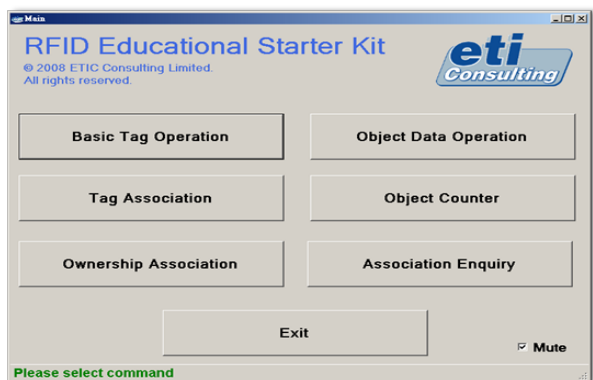 Main
RFID Educational Starter Kit
© 2008 ETIC Consulting Limited.
All rights reserved.
eti
Consulting
Basic Tag Operation
Object Data Operation
Tag Association
Object Counter
Ownership Association
Association Enquiry
Exit
Mute
Please select command